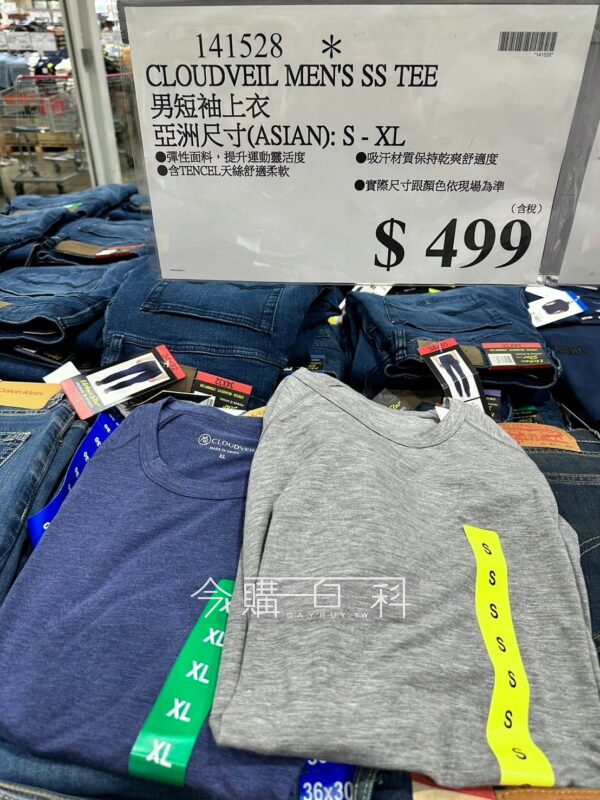 141528 *
*141528*
CLOUDVEIL MEN'S SS TEE
男短袖上衣
亞洲尺寸(ASIAN): S - XL
●彈性面料，提升運動靈活度
●吸汗材質保持乾爽舒適度
●含TENCEL天絲舒適柔軟
●實際尺寸跟顏色依現場為準
(含稅)
$ 499
CLOUDVEIL
XL
今購百科
XL
XL
XL
XL
S
S
S
S
S
S
S
36x30